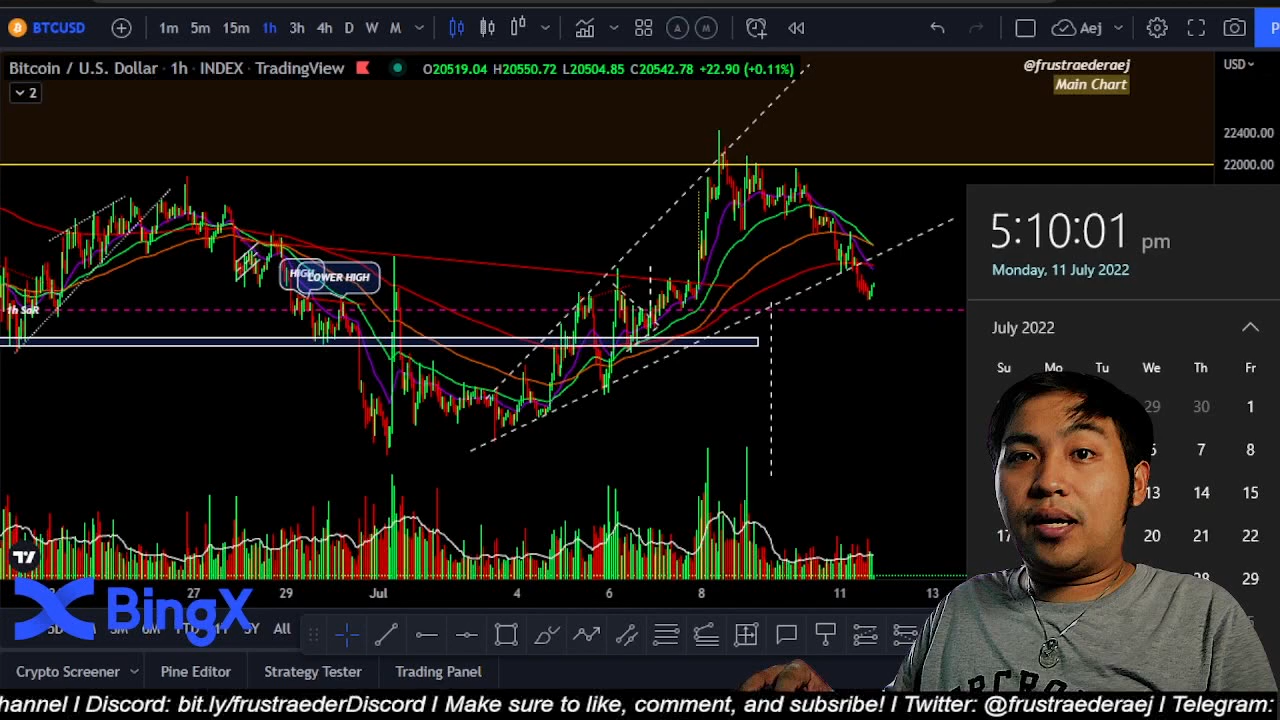 BTCUSD 1m 5m 15m 1h 3h 4h D W M A M Aej
Bitcoin / U.S. Dollar · 1h · INDEX · TradingView O20519.04 H20550.72 L20504.85 C20542.78 +22.90 (+0.11%)
@frustraederaej
Main Chart
USD
2
22400.00
22000.00
5:10:01 pm
Monday, 11 July 2022
HIGH
LOWER HIGH
1h SaR
July 2022
Su Mo Tu We Th Fr
29 30 1
7 8
13 14 15
17 20 21 22
28 29
27 29 Jul 4 6 8 11 13
BingX
All
Crypto Screener Pine Editor Strategy Tester Trading Panel
hannel I Discord: bit.ly/frustraederDiscord I Make sure to like, comment, and subsribe! I Twitter: @frustraederaej I Telegram: